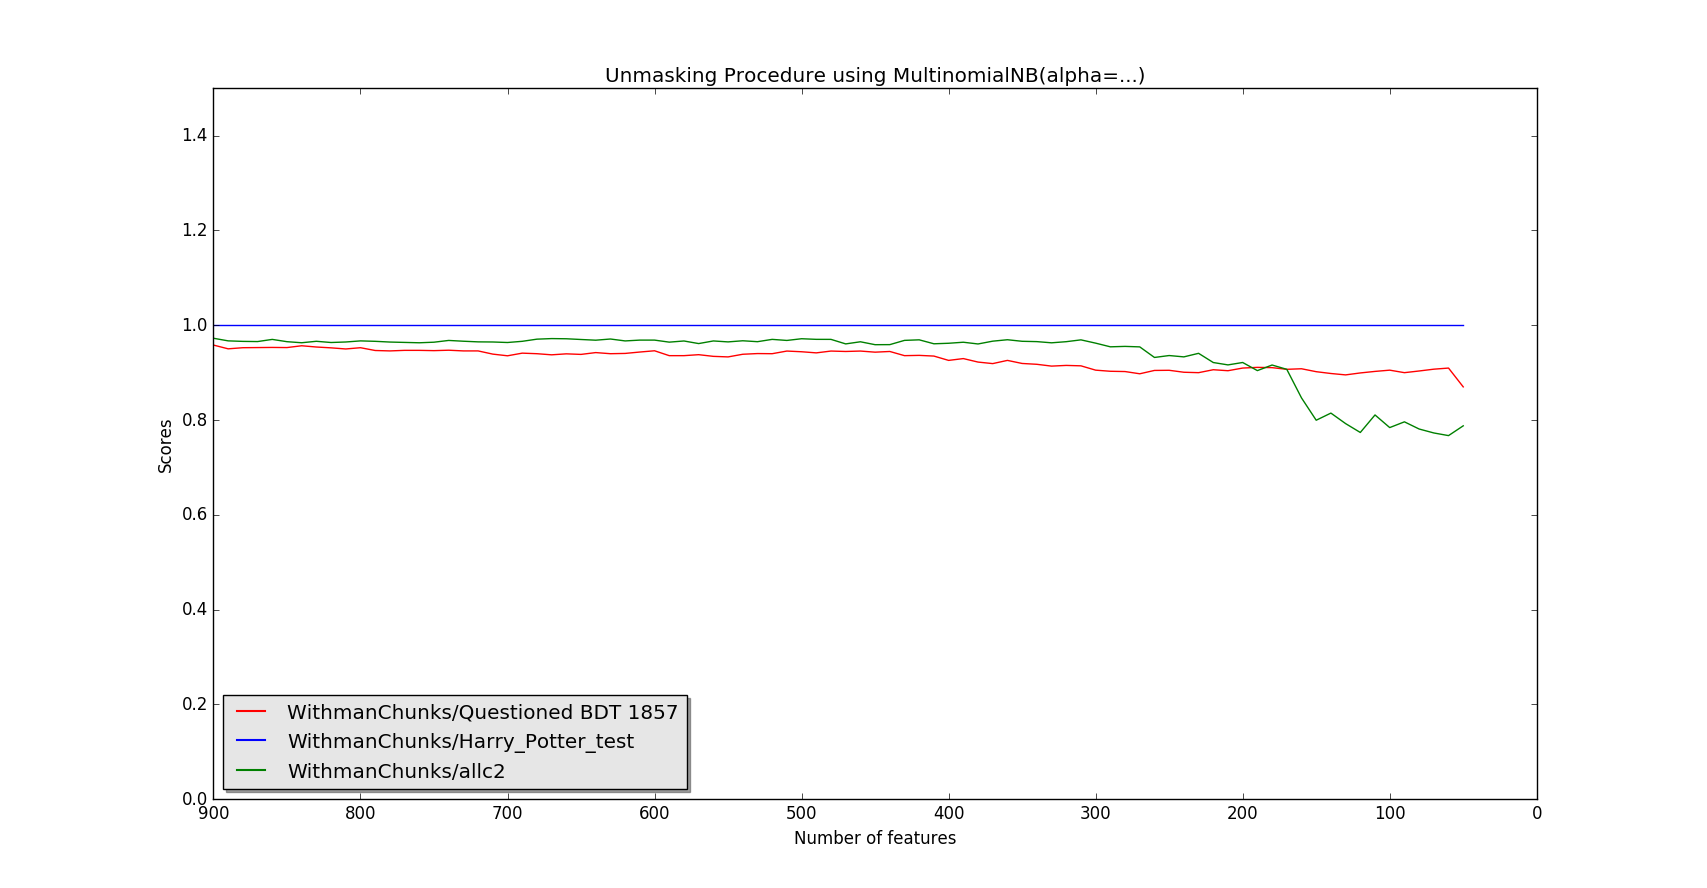 Unmasking Procedure using MultinomialNB(alpha=...)
1.4
1.2
1.0
0.8
0.6
0.4
0.2
0.0
Scores
WithmanChunks/Questioned BDT 1857
WithmanChunks/Harry_Potter_test
WithmanChunks/allc2
900 800 700 600 500 400 300 200 100 0
Number of features